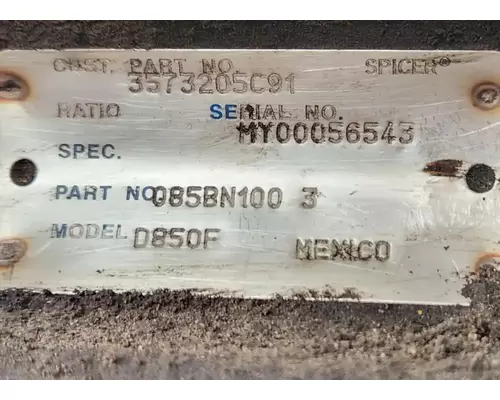 CUST. PART NO. SPICER®
3573205C91
RATIO SERIAL NO.
MY00056543
SPEC.
PART NO. 085BN100 3
MODEL D850F MEXICO